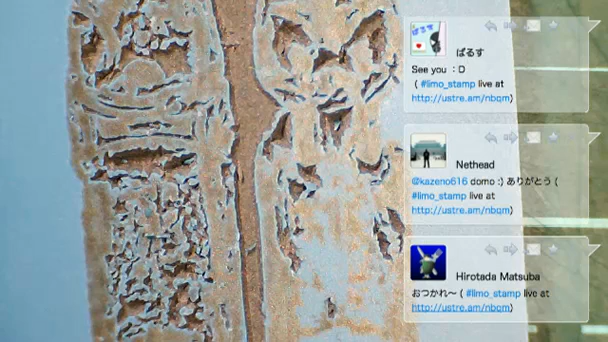 ぱるす
See you ：D
( #limo_stamp live at
http://ustre.am/nbqm)
Nethead
@kazeno616 domo :) ありがとう (
#limo_stamp live at
http://ustre.am/nbqm)
Hirotada Matsuba
おつかれ〜 ( #limo_stamp live at
http://ustre.am/nbqm)